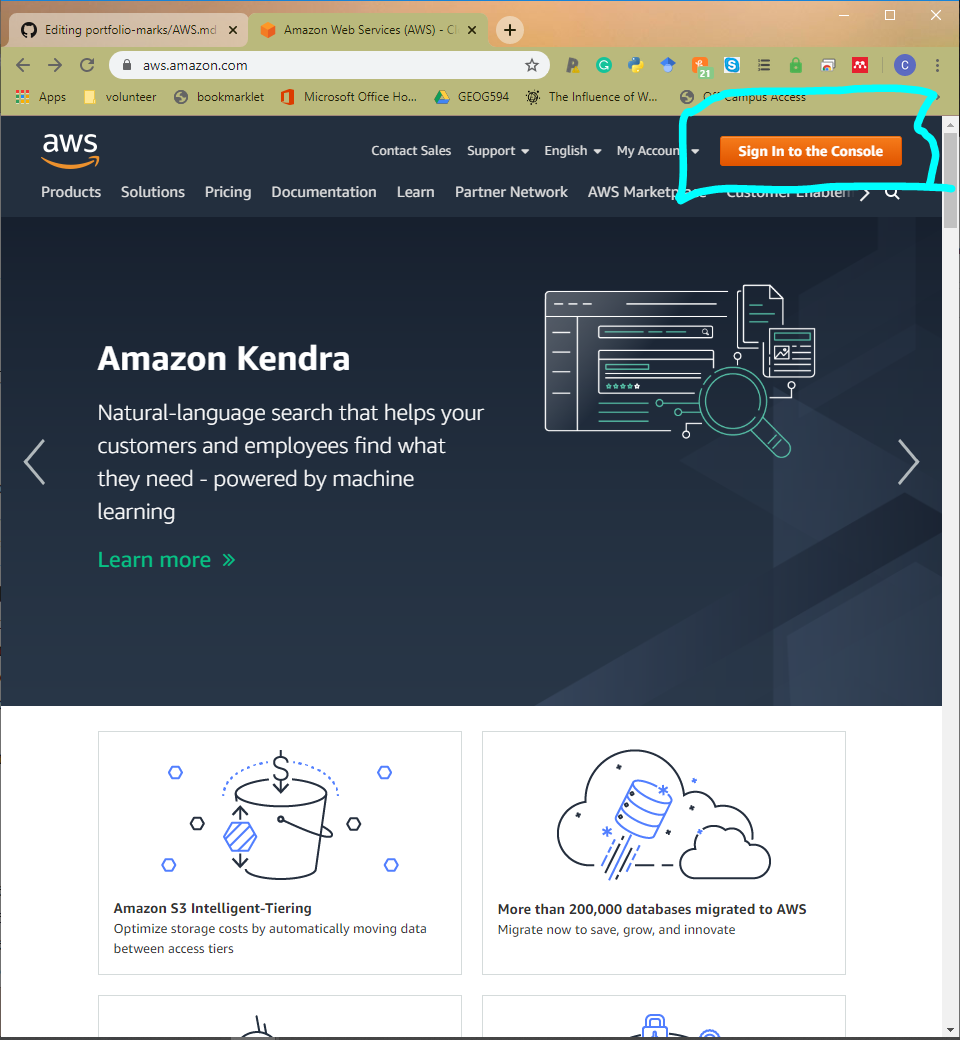 Editing portfolio-marks/AWS.md
Amazon Web Services (AWS) - Cl
aws.amazon.com
21
C
Apps
volunteer
bookmarklet
Microsoft Office Ho...
GEOG594
The Influence of W...
Off Campus Access
aws
Contact Sales
Support
English
My Account
Sign In to the Console
Products
Solutions
Pricing
Documentation
Learn
Partner Network
AWS Marketplace
Customer Enablem
Amazon Kendra
Natural-language search that helps your
customers and employees find what
they need - powered by machine
learning
Learn more »
$
Amazon S3 Intelligent-Tiering
Optimize storage costs by automatically moving data
between access tiers
More than 200,000 databases migrated to AWS
Migrate now to save, grow, and innovate